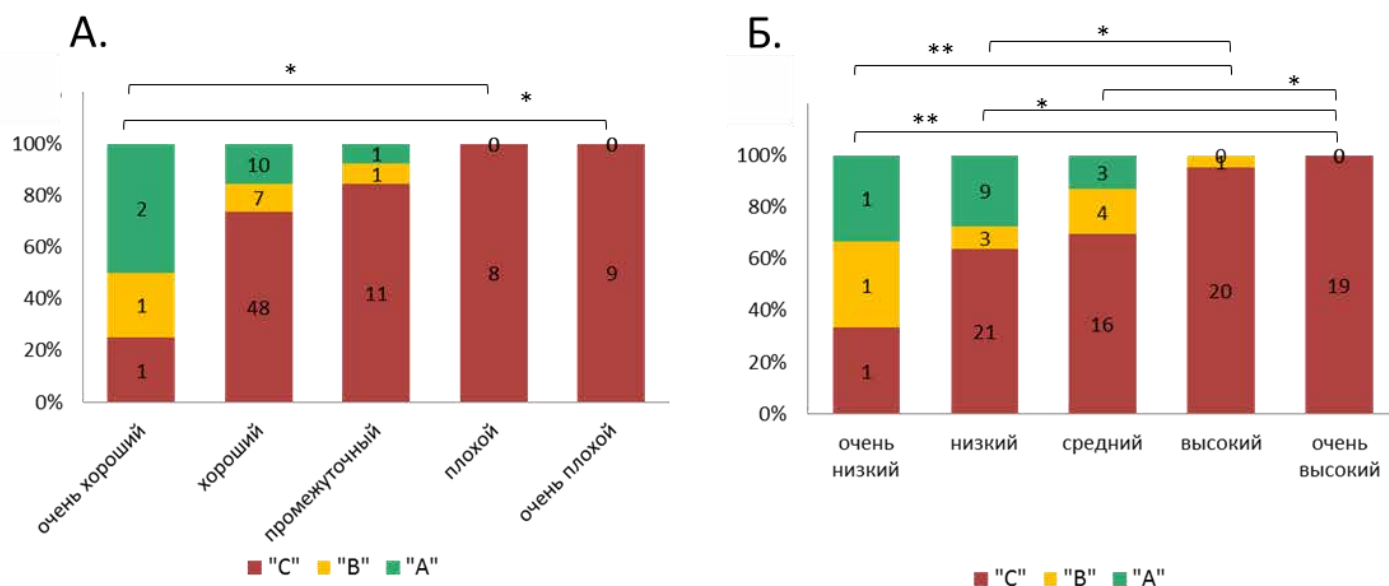 А.
*
*
100%
80%
60%
40%
20%
0%
2
1
1
10
7
48
1
1
11
0
8
0
9
очень хороший
хороший
промежуточный
плохой
очень плохой
"C" "B" "A"
Б.
*
**
*
*
**
100%
80%
60%
40%
20%
0%
1
1
1
9
3
21
3
4
16
0
1
20
0
19
очень
низкий
низкий
средний
высокий
очень
высокий
"C" "B" "A"